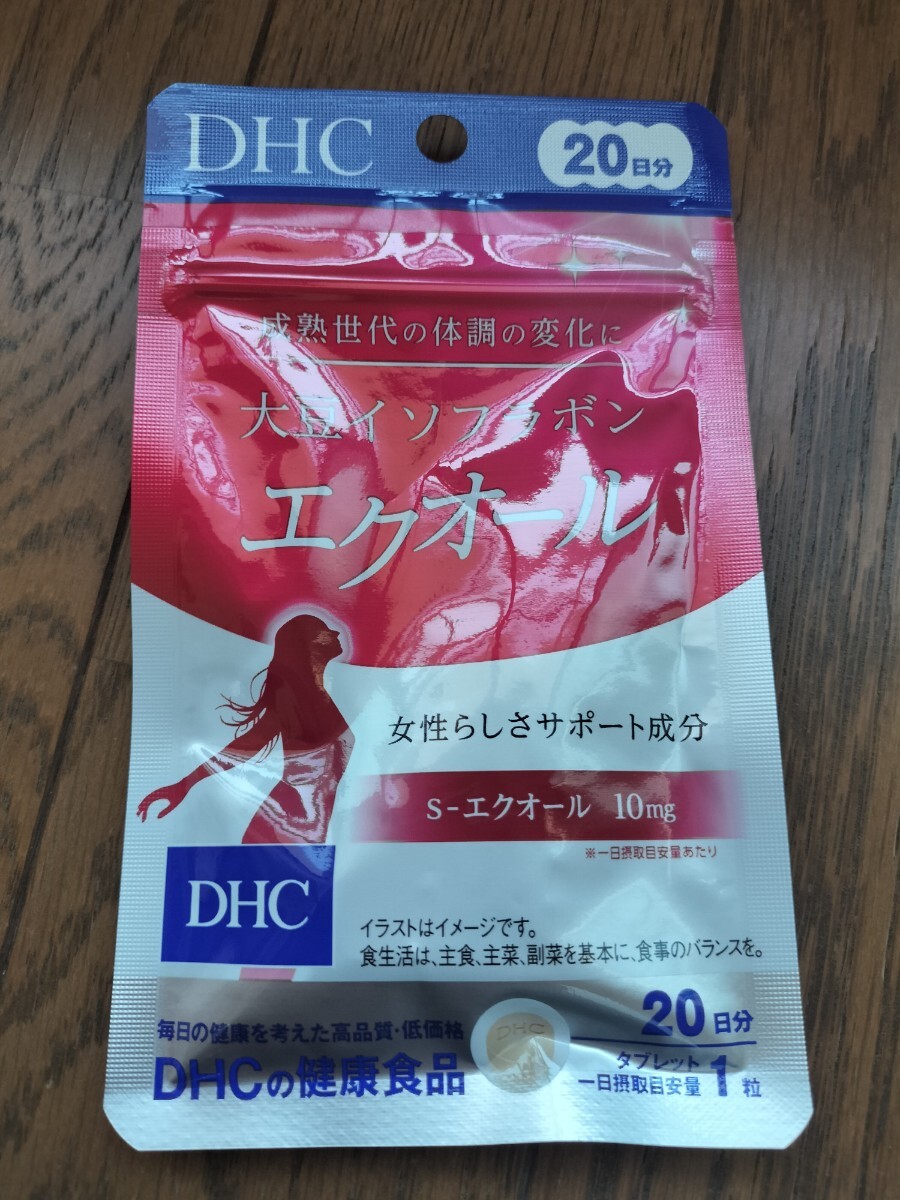 DHC
20日分
成熟世代の体調の変化に
大豆イソフラボン
エクオール
女性らしさサポート成分
S-エクオール 10mg
※一日摂取目安量あたり
DHC
イラストはイメージです。
食生活は、主食、主菜、副菜を基本に、食事のバランスを。
毎日の健康を考えた高品質・低価格
DHCの健康食品
DHC
20日分
タブレット
一日摂取目安量 1粒